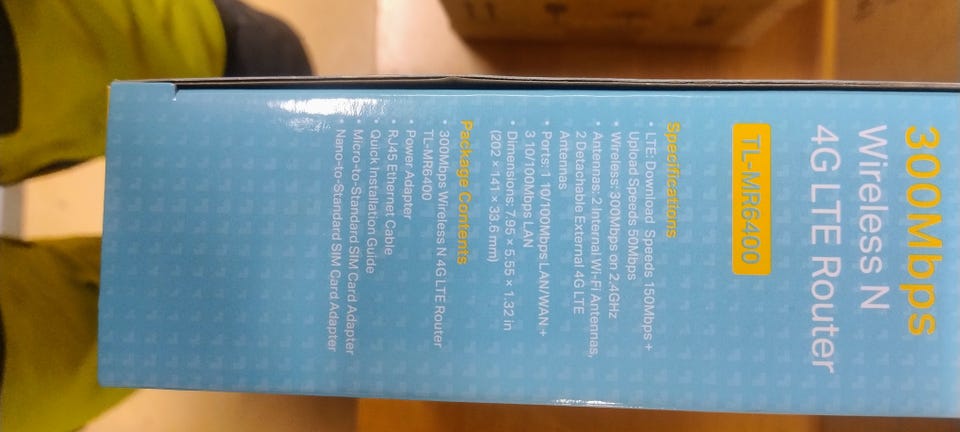 300Mbps
Wireless N
4G LTE Router
TL-MR6400
Specifications
• LTE: Download Speeds 150Mbps +
Upload Speeds 50Mbps
• Wireless: 300Mbps on 2.4GHz
• Antennas: 2 Internal Wi-Fi Antennas,
2 Detachable External 4G LTE
Antennas
• Ports: 1 10/100Mbps LAN/WAN +
3 10/100Mbps LAN
• Dimensions: 7.95 × 5.55 × 1.32 in
(202 × 141 × 33.6 mm)
Package Contents
• 300Mbps Wireless N 4G LTE Router
TL-MR6400
• Power Adapter
• RJ45 Ethernet Cable
• Quick Installation Guide
• Micro-to-Standard SIM Card Adapter
• Nano-to-Standard SIM Card Adapter